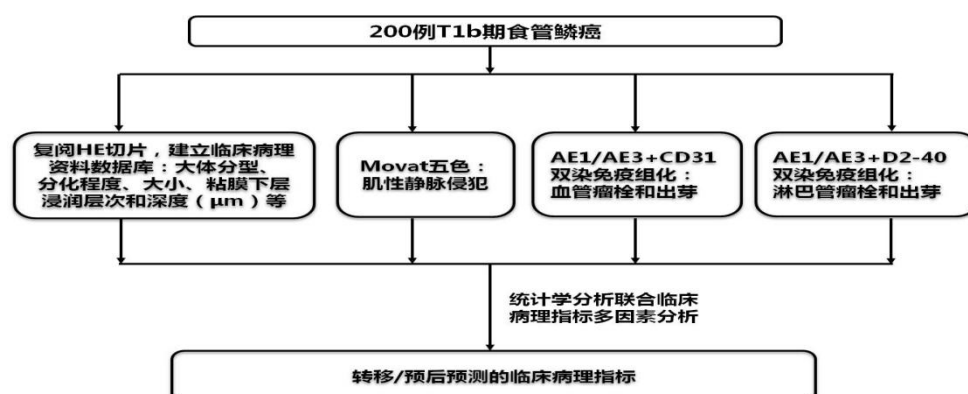 200例T1b期食管鳞癌
复阅HE切片，建立临床病理
资料数据库：大体分型、
分化程度、大小、粘膜下层
浸润层次和深度（μm）等
Movat五色：
肌性静脉侵犯
AE1/AE3+CD31
双染免疫组化：
血管瘤栓和出芽
AE1/AE3+D2-40
双染免疫组化：
淋巴管瘤栓和出芽
统计学分析联合临床
病理指标多因素分析
转移/预后预测的临床病理指标